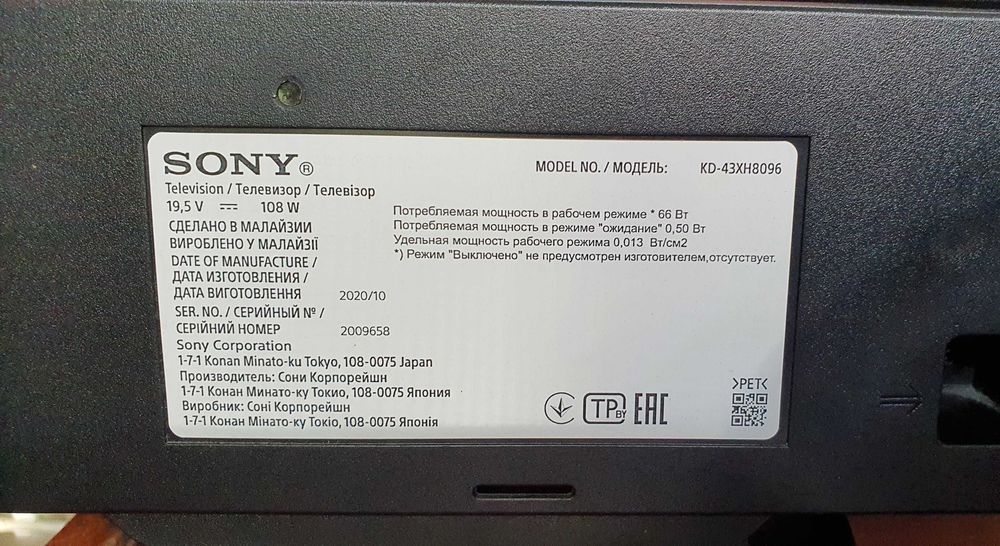 SONY®
MODEL NO. / МОДЕЛЬ: KD-43XH8096
Television / Телевизор / Телевізор
19,5 V ⎓ 108 W
Потребляемая мощность в рабочем режиме * 66 Вт
Потребляемая мощность в режиме "ожидание" 0,50 Вт
Удельная мощность рабочего режима 0,013 Вт/см2
*) Режим "Выключено" не предусмотрен изготовителем,отсутствует.
СДЕЛАНО В МАЛАЙЗИИ
ВИРОБЛЕНО У МАЛАЙЗІЇ
DATE OF MANUFACTURE /
ДАТА ИЗГОТОВЛЕНИЯ /
ДАТА ВИГОТОВЛЕННЯ 2020/10
SER. NO. / СЕРИЙНЫЙ № /
СЕРІЙНИЙ НОМЕР 2009658
Sony Corporation
1-7-1 Konan Minato-ku Tokyo, 108-0075 Japan
Производитель: Сони Корпорейшн
1-7-1 Конан Минато-ку Токио, 108-0075 Япония
Виробник: Соні Корпорейшн
1-7-1 Конан Мінато-ку Токіо, 108-0075 Японія
TP BY EAC
>PET<